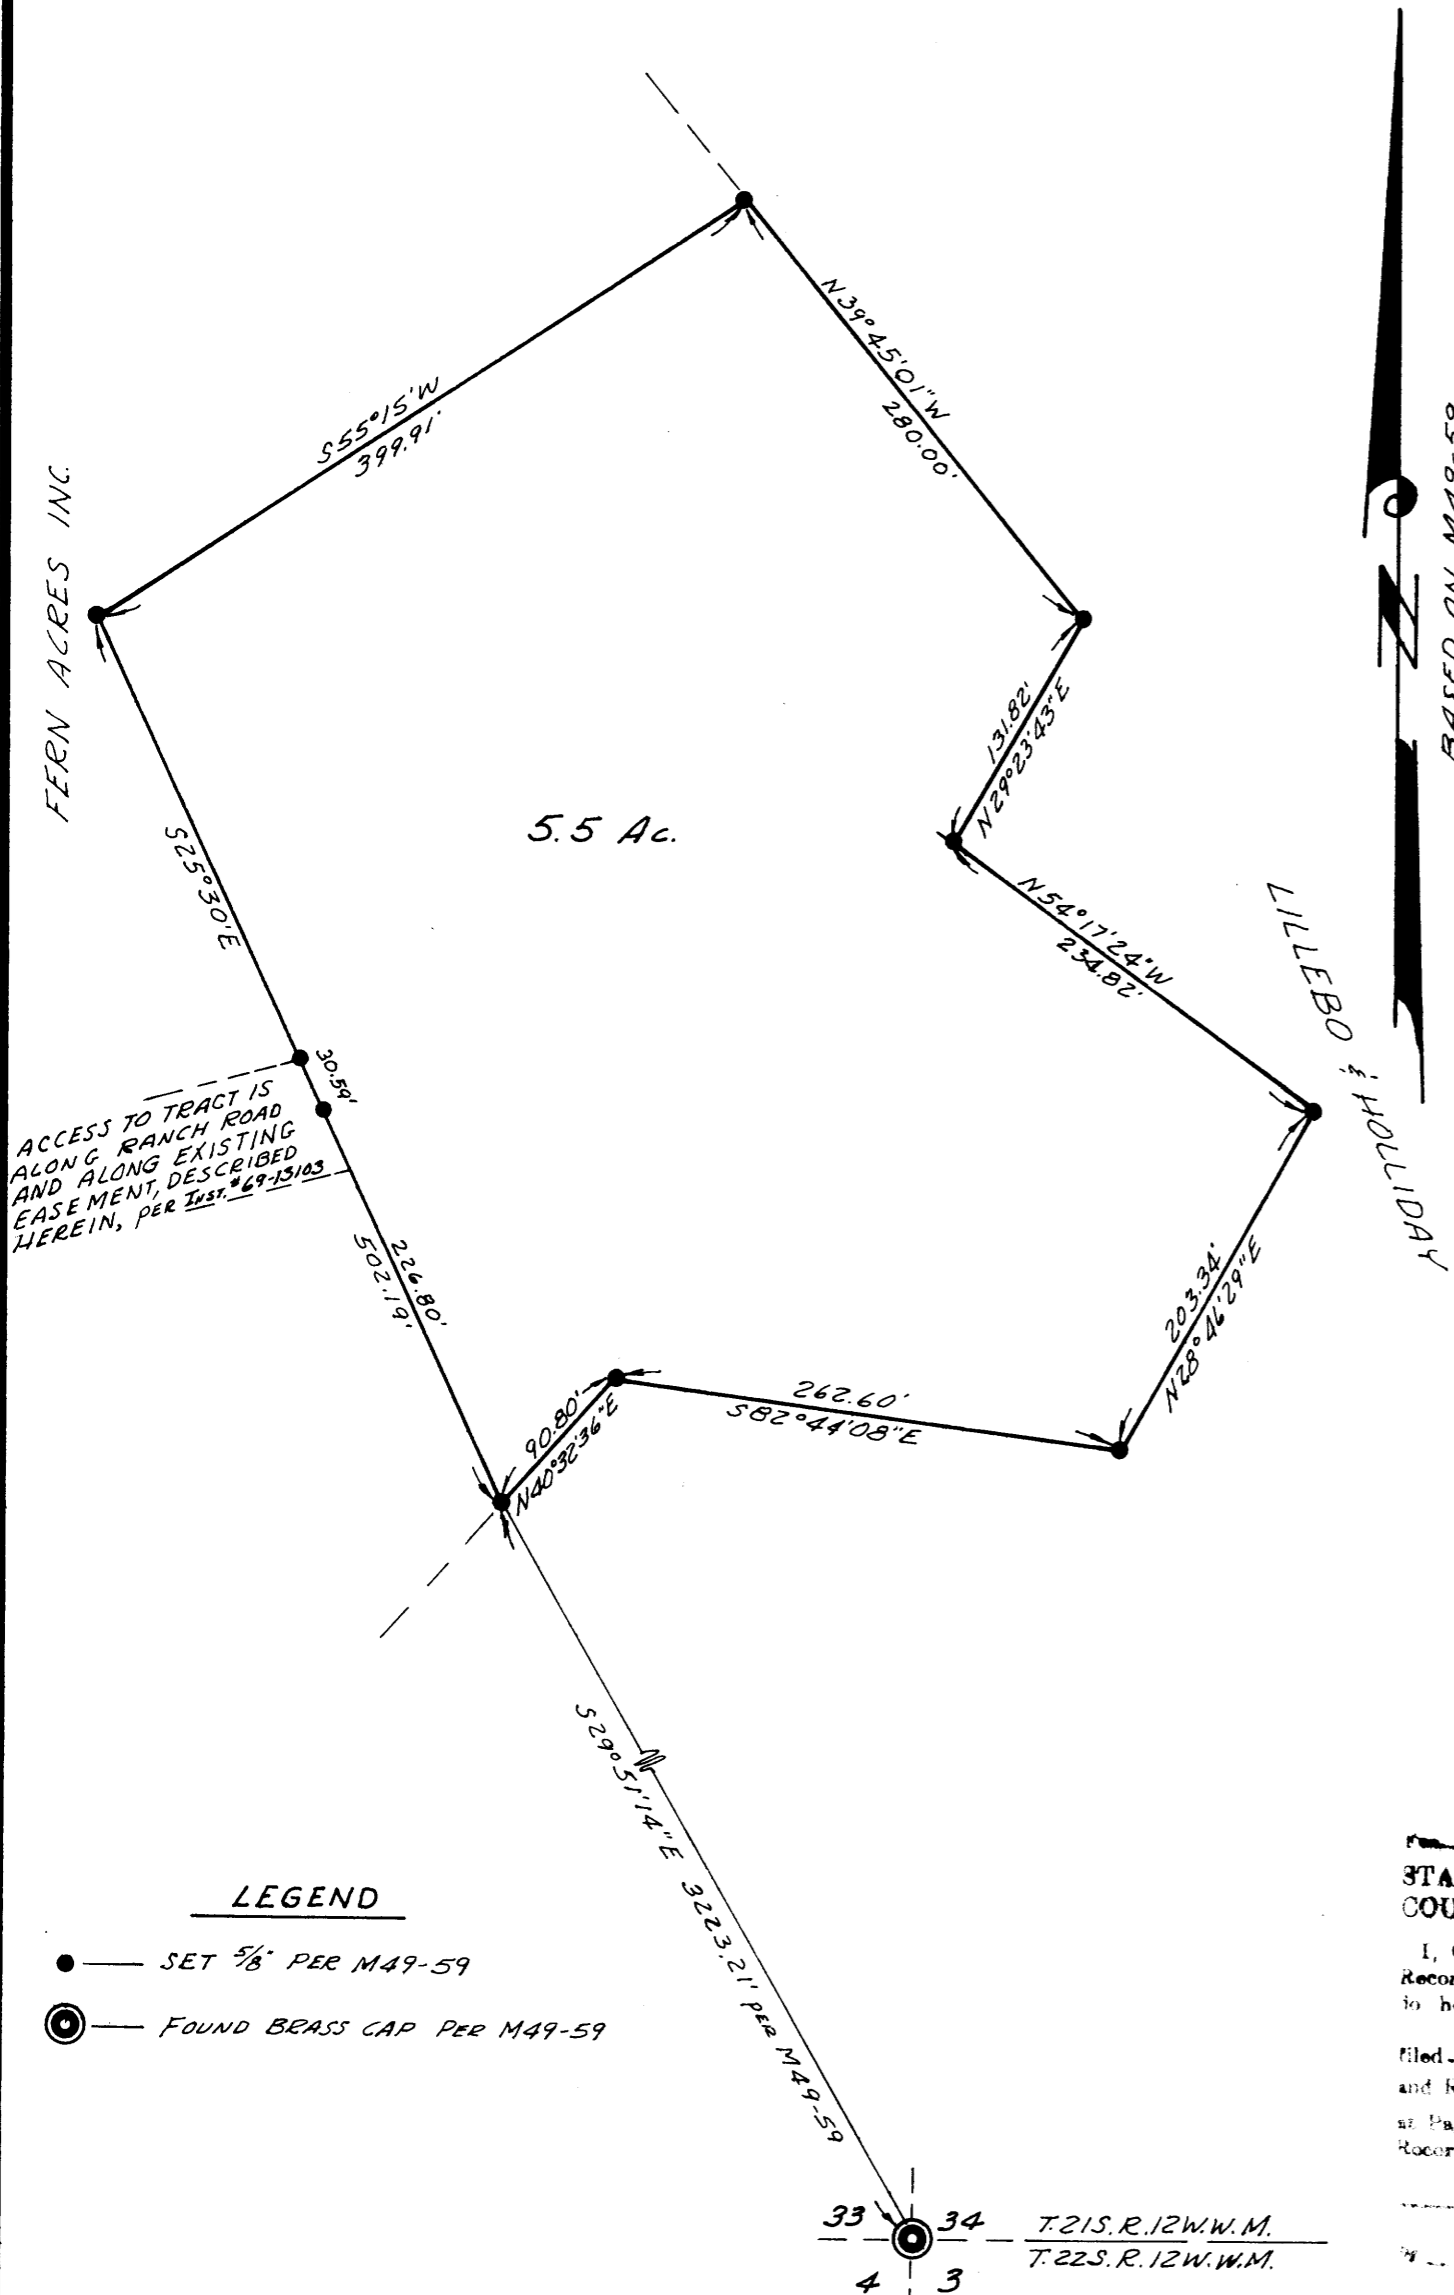 N39°45'01"W
280.00'
S55°15'W
399.91'
BASED ON M49-59
FERN ACRES INC.
131.82'
N29°23'43"E
5.5 Ac.
S25°30'E
N54°17'24"W
234.82'
LILLEBO & HOLLIDAY
30.59'
ACCESS TO TRACT IS
ALONG RANCH ROAD
AND ALONG EXISTING
EASEMENT, DESCRIBED
HEREIN, PER INST.#69-13103
226.80'
502.19'
203.34'
N28°46'29"E
262.60'
S82°44'08"E
90.80'
N40°32'36"E
S29°51'14"E 3223.21' PER M49-59
LEGEND
SET 5/8" PER M49-59
FOUND BRASS CAP PER M49-59
STA
COU
I,
Recor
filed
and
at Pa
Recor
33 34
T.21S.R.12W.W.M.
T.22S.R.12W.W.M.
4 3